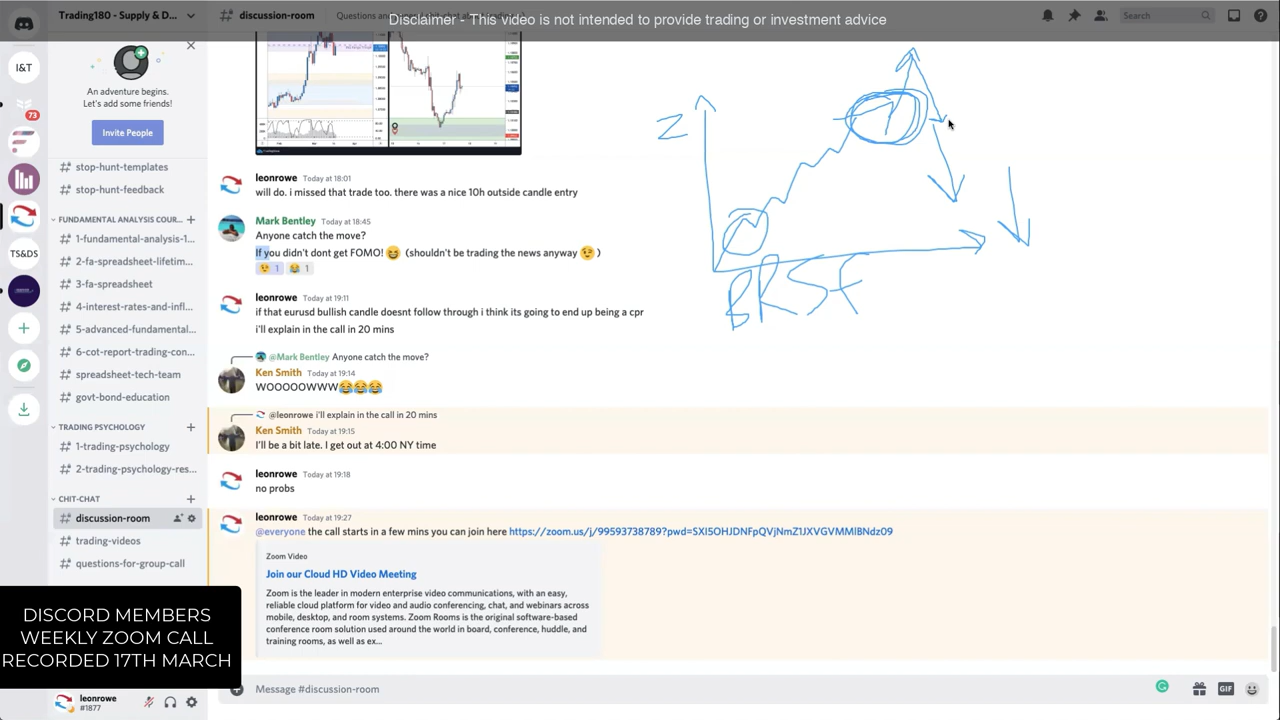 Disclaimer - This video is not intended to provide trading or investment advice
Trading180 - Supply & D...
# discussion-room
Search
I&T
73
TS&DS
An adventure begins.
Let's add some friends!
Invite People
# stop-hunt-templates
# stop-hunt-feedback
FUNDAMENTAL ANALYSIS COUR...
# 1-fundamental-analysis-1...
# 2-fa-spreadsheet-lifetim...
# 3-fa-spreadsheet
# 4-interest-rates-and-infl...
# 5-advanced-fundamental...
# 6-cot-report-trading-con...
# spreadsheet-tech-team
# govt-bond-education
TRADING PSYCHOLOGY
# 1-trading-psychology
# 2-trading-psychology-res...
CHIT-CHAT
# discussion-room
# trading-videos
# questions-for-group-call
DISCORD MEMBERS
WEEKLY ZOOM CALL
RECORDED 17TH MARCH
leonrowe
#1877
leonrowe Today at 18:01
will do. i missed that trade too. there was a nice 10h outside candle entry
Mark Bentley Today at 18:45
Anyone catch the move?
If you didn't dont get FOMO! 😄 (shouldn't be trading the news anyway 😉 )
😉 1 😂 1
leonrowe Today at 19:11
if that eurusd bullish candle doesnt follow through i think its going to end up being a cpr
i'll explain in the call in 20 mins
@Mark Bentley Anyone catch the move?
Ken Smith Today at 19:14
WOOOOOWWW😂😂😂
@leonrowe i'll explain in the call in 20 mins
Ken Smith Today at 19:15
I'll be a bit late. I get out at 4:00 NY time
leonrowe Today at 19:18
no probs
leonrowe Today at 19:27
@everyone the call starts in a few mins you can join here https://zoom.us/j/99593738789?pwd=SXI5OHJDNFpQVjNmZ1JXVGVMMlBNdz09
Zoom Video
Join our Cloud HD Video Meeting
Zoom is the leader in modern enterprise video communications, with an easy,
reliable cloud platform for video and audio conferencing, chat, and webinars across
mobile, desktop, and room systems. Zoom Rooms is the original software-based
conference room solution used around the world in board, conference, huddle, and
training rooms, as well as ex...
Message #discussion-room
GIF